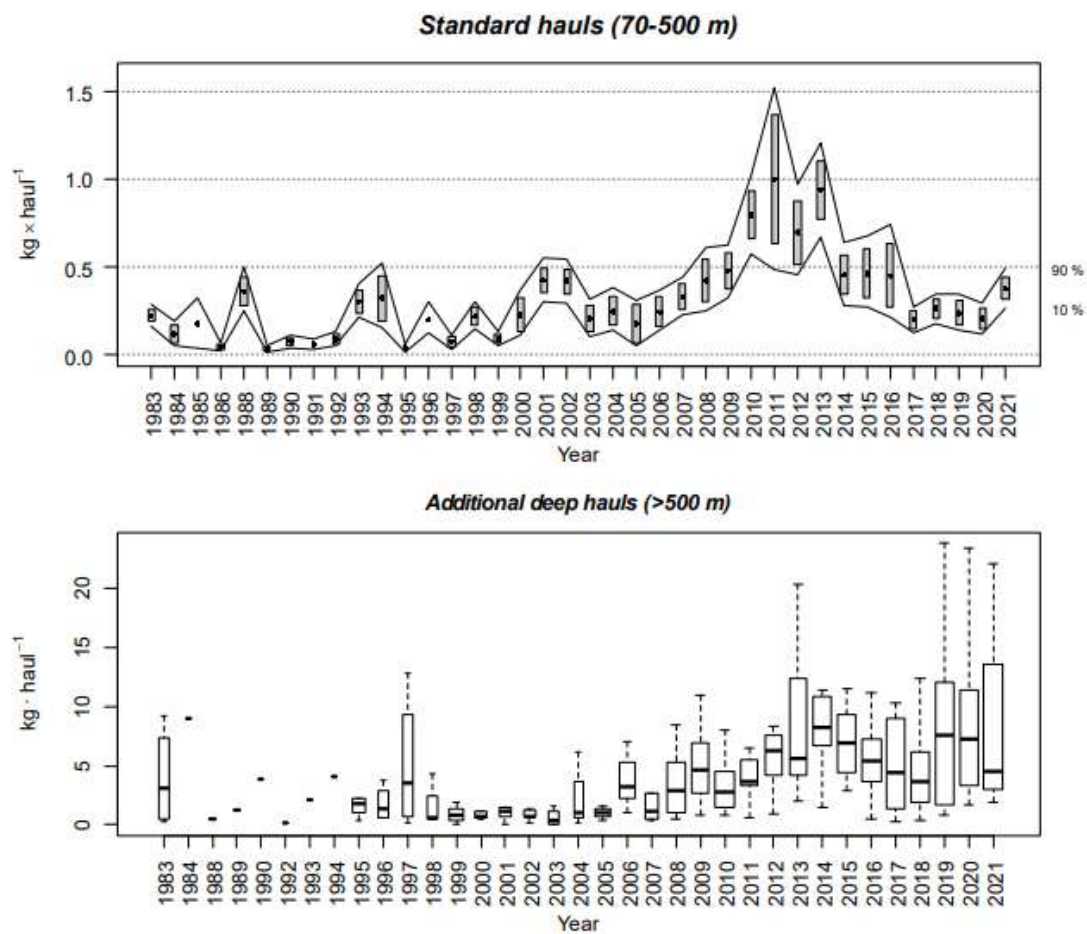 Standard hauls (70-500 m)
kg × haul⁻¹
1.5
1.0
0.5
0.0
90 %
10 %
1983 1984 1985 1986 1988 1989 1990 1991 1992 1993 1994 1995 1996 1997 1998 1999 2000 2001 2002 2003 2004 2005 2006 2007 2008 2009 2010 2011 2012 2013 2014 2015 2016 2017 2018 2019 2020 2021
Year
Additional deep hauls (>500 m)
kg · haul⁻¹
20
15
10
5
0
1983 1984 1988 1989 1990 1992 1993 1994 1995 1996 1997 1998 1999 2000 2001 2002 2003 2004 2005 2006 2007 2008 2009 2010 2011 2012 2013 2014 2015 2016 2017 2018 2019 2020 2021
Year